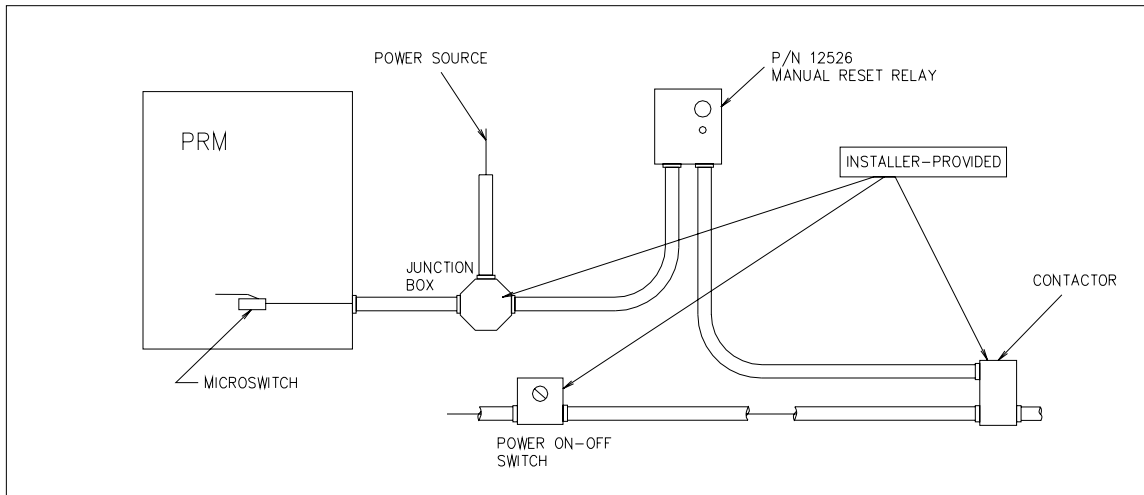 POWER SOURCE
P/N 12526
MANUAL RESET RELAY
PRM
INSTALLER-PROVIDED
JUNCTION
BOX
CONTACTOR
MICROSWITCH
POWER ON-OFF
SWITCH